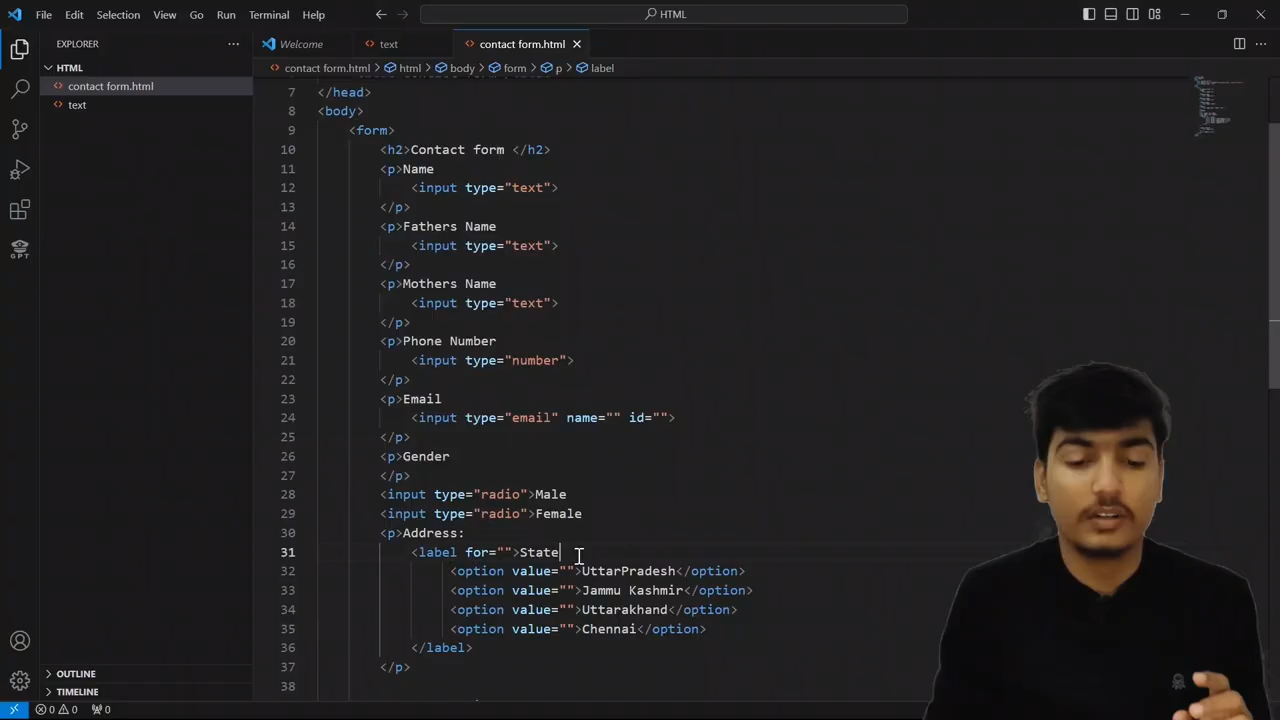 File Edit Selection View Go Run Terminal Help
HTML
EXPLORER
Welcome
text
contact form.html
HTML
contact form.html > html > body > form > p > label
contact form.html
text
7 </head>
8 <body>
9 <form>
10 <h2>Contact form </h2>
11 <p>Name
12 <input type="text">
13 </p>
14 <p>Fathers Name
15 <input type="text">
16 </p>
17 <p>Mothers Name
18 <input type="text">
19 </p>
20 <p>Phone Number
21 <input type="number">
22 </p>
23 <p>Email
24 <input type="email" name="" id="">
25 </p>
26 <p>Gender
27 </p>
28 <input type="radio">Male
29 <input type="radio">Female
30 <p>Address:
31 <label for="">State
32 <option value="">UttarPradesh</option>
33 <option value="">Jammu Kashmir</option>
34 <option value="">Uttarakhand</option>
35 <option value="">Chennai</option>
36 </label>
37 </p>
38
GPT
OUTLINE
TIMELINE
0 0 0